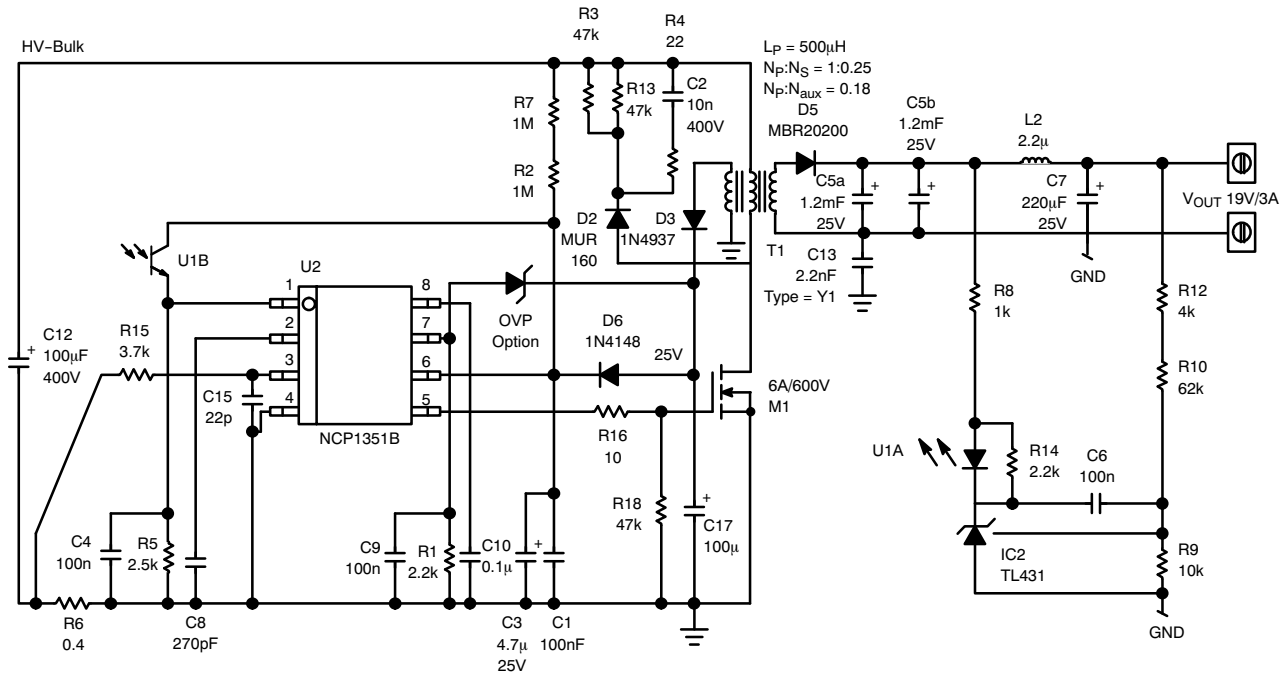 HV-Bulk
R3
47k
R4
22
LP = 500µH
NP:NS = 1:0.25
NP:Naux = 0.18
D5
MBR20200
C5b
1.2mF
25V
L2
2.2µ
R7
1M
R13
47k
C2
10n
400V
R2
1M
C5a
1.2mF
25V
C7
220µF
25V
VOUT 19V/3A
D2
MUR
160
1N4937
D3
T1
C13
2.2nF
Type = Y1
GND
U1B
U2
1
2
3
4
8
7
6
5
NCP1351B
OVP
Option
R8
1k
R12
4k
C12
100µF
400V
R15
3.7k
D6
1N4148
25V
R10
62k
C15
22p
6A/600V
M1
R16
10
U1A
R14
2.2k
C6
100n
R18
47k
C17
100µ
C4
100n
R5
2.5k
C9
100n
R1
2.2k
C10
0.1µ
IC2
TL431
R9
10k
R6
0.4
C8
270pF
C3
4.7µ
25V
C1
100nF
GND